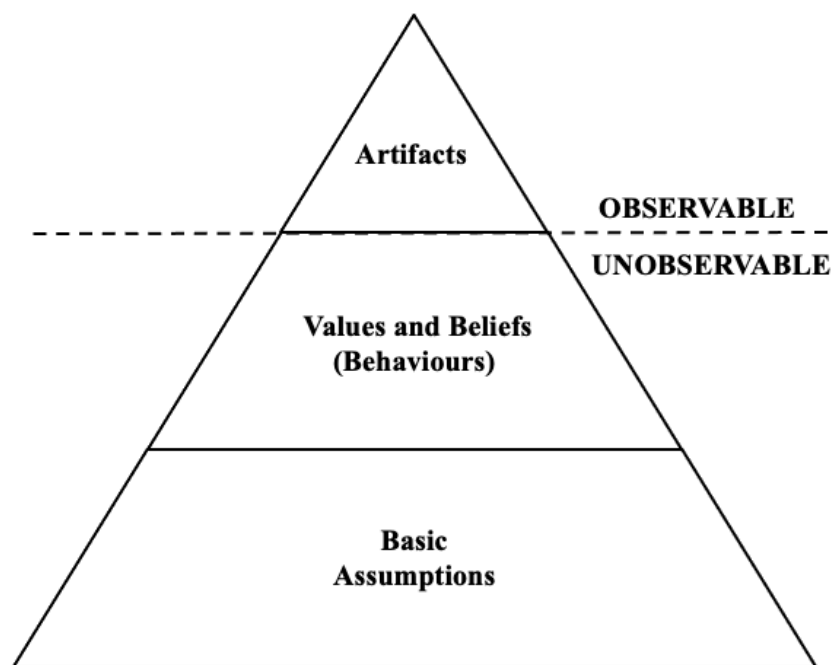 Artifacts
OBSERVABLE
UNOBSERVABLE
Values and Beliefs
(Behaviours)
Basic
Assumptions